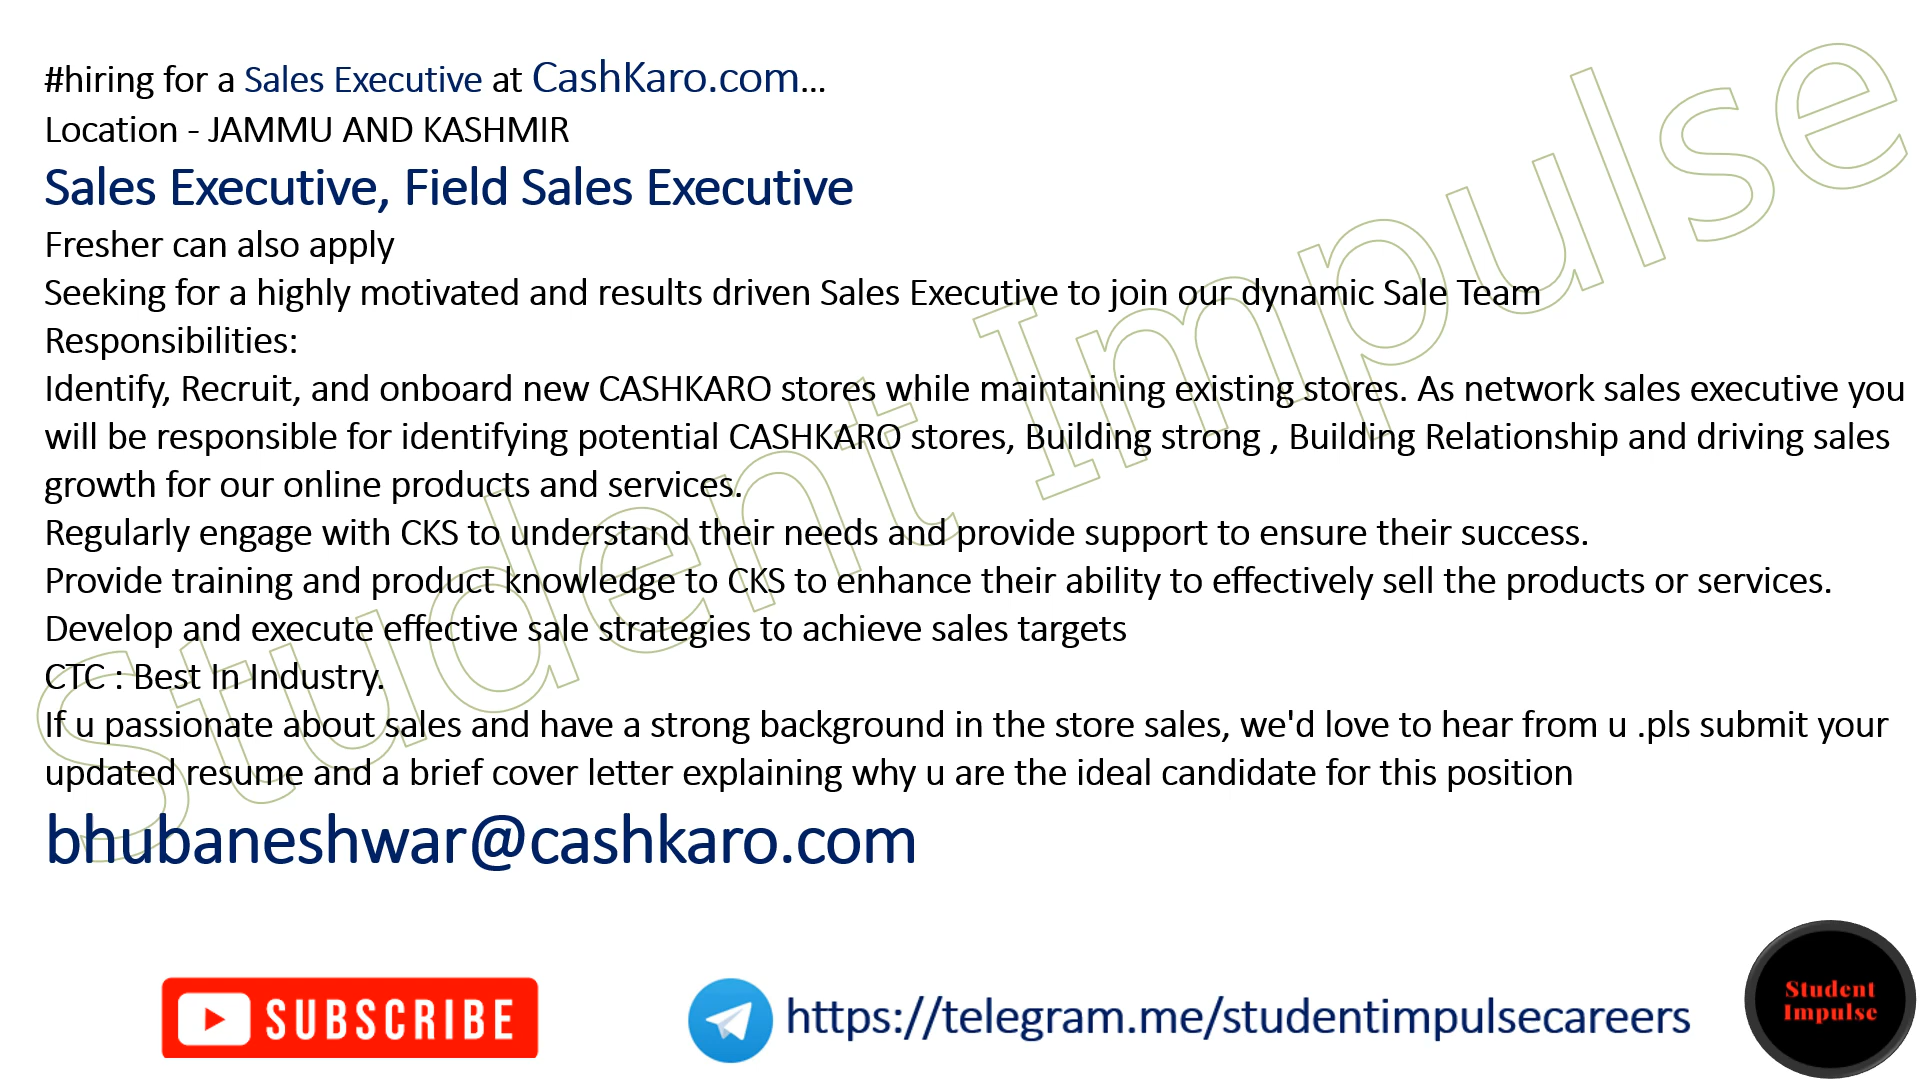 #hiring for a Sales Executive at CashKaro.com...
Location - JAMMU AND KASHMIR
Sales Executive, Field Sales Executive
Fresher can also apply
Seeking for a highly motivated and results driven Sales Executive to join our dynamic Sale Team
Responsibilities:
Identify, Recruit, and onboard new CASHKARO stores while maintaining existing stores. As network sales executive you
will be responsible for identifying potential CASHKARO stores, Building strong , Building Relationship and driving sales
growth for our online products and services.
Regularly engage with CKS to understand their needs and provide support to ensure their success.
Provide training and product knowledge to CKS to enhance their ability to effectively sell the products or services.
Develop and execute effective sale strategies to achieve sales targets
CTC : Best In Industry.
If u passionate about sales and have a strong background in the store sales, we'd love to hear from u .pls submit your
updated resume and a brief cover letter explaining why u are the ideal candidate for this position
bhubaneshwar@cashkaro.com
Student Impulse
SUBSCRIBE
https://telegram.me/studentimpulsecareers
Student
Impulse